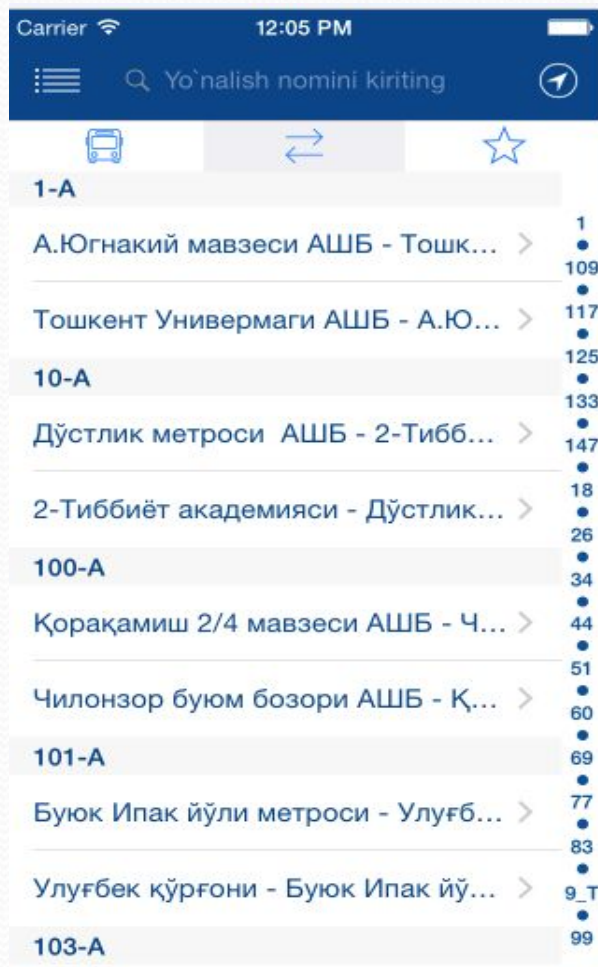 Carrier 12:05 PM
Yo`nalish nomini kiriting
1-A
А.Югнакий мавзеси АШБ - Тошк...
Тошкент Универмаги АШБ - А.Ю...
10-A
Дўстлик метроси  АШБ - 2-Тибб...
2-Тиббиёт академияси - Дўстлик...
100-A
Қорақамиш 2/4 мавзеси АШБ - Ч...
Чилонзор буюм бозори АШБ - Қ...
101-A
Буюк Ипак йўли метроси - Улуғб...
Улуғбек қўрғони - Буюк Ипак йў...
103-A
1
109
117
125
133
147
18
26
34
44
51
60
69
77
83
9_T
99